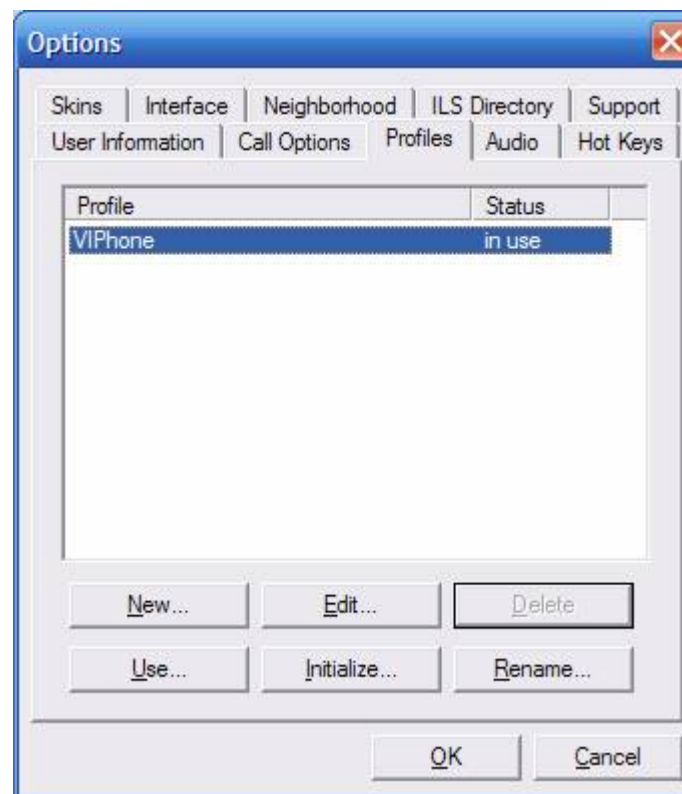 Options
Skins Interface Neighborhood ILS Directory Support
User Information Call Options Profiles Audio Hot Keys
Profile Status
VIPhone in use
New... Edit... Delete
Use... Initialize... Rename...
OK Cancel